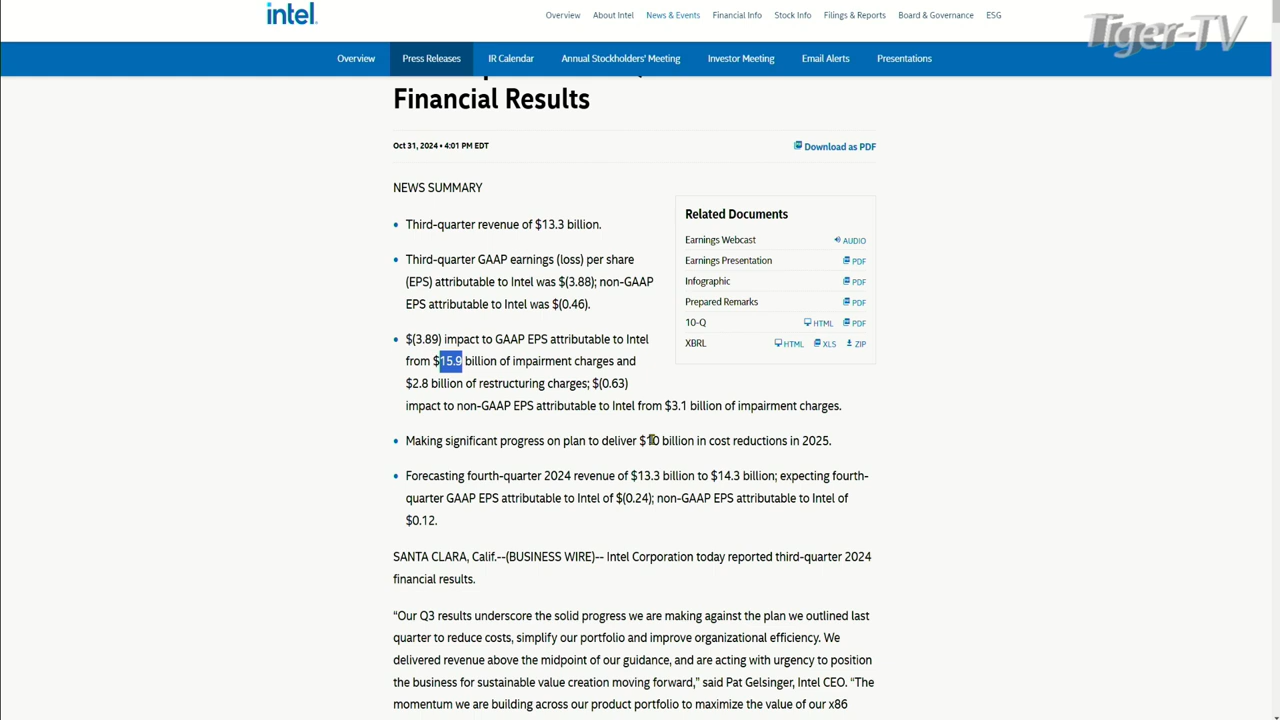 intel.
Overview About Intel News & Events Financial Info Stock Info Filings & Reports Board & Governance ESG
Tiger-TV
Overview Press Releases IR Calendar Annual Stockholders' Meeting Investor Meeting Email Alerts Presentations
Financial Results
Oct 31, 2024 • 4:01 PM EDT
Download as PDF
NEWS SUMMARY
• Third-quarter revenue of $13.3 billion.
• Third-quarter GAAP earnings (loss) per share
(EPS) attributable to Intel was $(3.88); non-GAAP
EPS attributable to Intel was $(0.46).
• $(3.89) impact to GAAP EPS attributable to Intel
from $15.9 billion of impairment charges and
$2.8 billion of restructuring charges; $(0.63)
impact to non-GAAP EPS attributable to Intel from $3.1 billion of impairment charges.
• Making significant progress on plan to deliver $10 billion in cost reductions in 2025.
• Forecasting fourth-quarter 2024 revenue of $13.3 billion to $14.3 billion; expecting fourth-
quarter GAAP EPS attributable to Intel of $(0.24); non-GAAP EPS attributable to Intel of
$0.12.
Related Documents
Earnings Webcast AUDIO
Earnings Presentation PDF
Infographic PDF
Prepared Remarks PDF
10-Q HTML PDF
XBRL HTML XLS ZIP
SANTA CLARA, Calif.--(BUSINESS WIRE)-- Intel Corporation today reported third-quarter 2024
financial results.
“Our Q3 results underscore the solid progress we are making against the plan we outlined last
quarter to reduce costs, simplify our portfolio and improve organizational efficiency. We
delivered revenue above the midpoint of our guidance, and are acting with urgency to position
the business for sustainable value creation moving forward,” said Pat Gelsinger, Intel CEO. “The
momentum we are building across our product portfolio to maximize the value of our x86